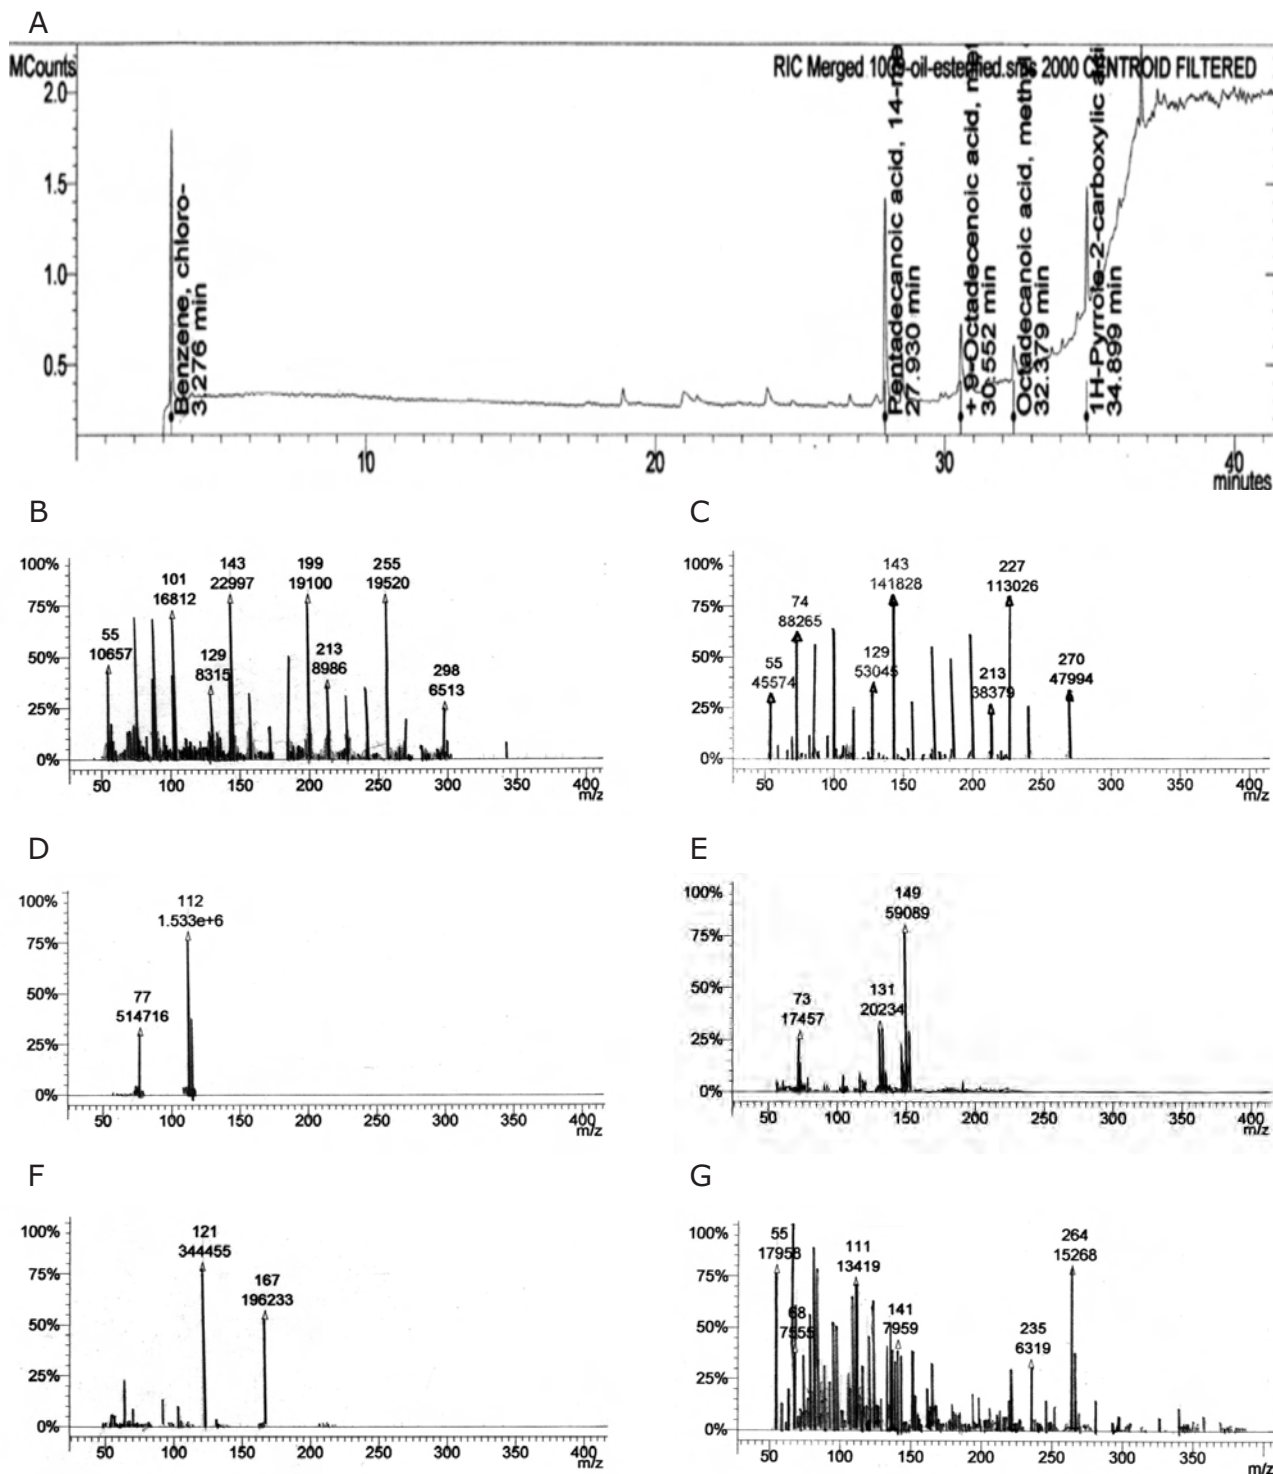 A
MCounts
RIC Merged 100 -oil-esterified.sms 2000 CENTROID FILTERED
2.0
1.5
1.0
0.5
Benzene, chloro-
3.276 min
Pentadecanoic acid, 14-me
27.930 min
+ 9-Octadecenoic acid, met
30.552 min
Octadecanoic acid, methyl
32.379 min
1H-Pyrrole-2-carboxylic aci
34.899 min
10 20 30 40
minutes
B
100%
75%
50%
25%
0%
55
10657
101
16812
129
8315
143
22997
199
19100
213
8986
255
19520
298
6513
50 100 150 200 250 300 350 400
m/z
C
100%
75%
50%
25%
0%
55
45574
74
88265
129
53045
143
141828
213
38379
227
113026
270
47994
50 100 150 200 250 300 350 400
m/z
D
100%
75%
50%
25%
0%
77
514716
112
1.533e+6
50 100 150 200 250 300 350 400
m/z
E
100%
75%
50%
25%
0%
73
17457
131
20234
149
59089
50 100 150 200 250 300 350 400
m/z
F
100%
75%
50%
25%
0%
121
344455
167
196233
50 100 150 200 250 300 350 400
m/z
G
100%
75%
50%
25%
0%
55
17958
68
7555
111
13419
141
7959
235
6319
264
15268
50 100 150 200 250 300 350
m/z